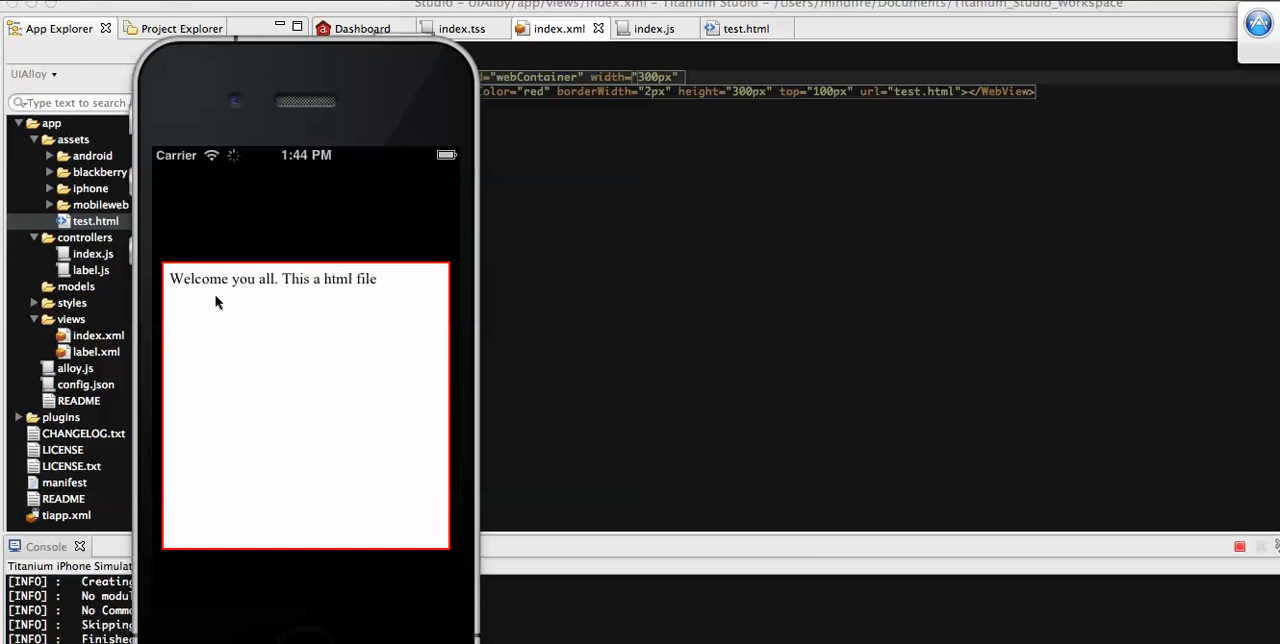 Studio - UIAlloy/app/views/index.xml - Titanium Studio - /Users/mindfire/Documents/Titanium_Studio_Workspace
App Explorer
Project Explorer
Dashboard
index.tss
index.xml
index.js
test.html
UIAlloy
Type text to search
="webContainer" width="300px"
color="red" borderWidth="2px" height="300px" top="100px" url="test.html"></WebView>
app
assets
android
blackberry
iphone
mobileweb
test.html
controllers
index.js
label.js
models
styles
views
index.xml
label.xml
alloy.js
config.json
README
plugins
CHANGELOG.txt
LICENSE
LICENSE.txt
manifest
README
tiapp.xml
Carrier
1:44 PM
Welcome you all. This a html file
Console
Titanium iPhone Simulat
[INFO] : Creating
[INFO] : No modul
[INFO] : No Commo
[INFO] : Skipping
[INFO] : Finished